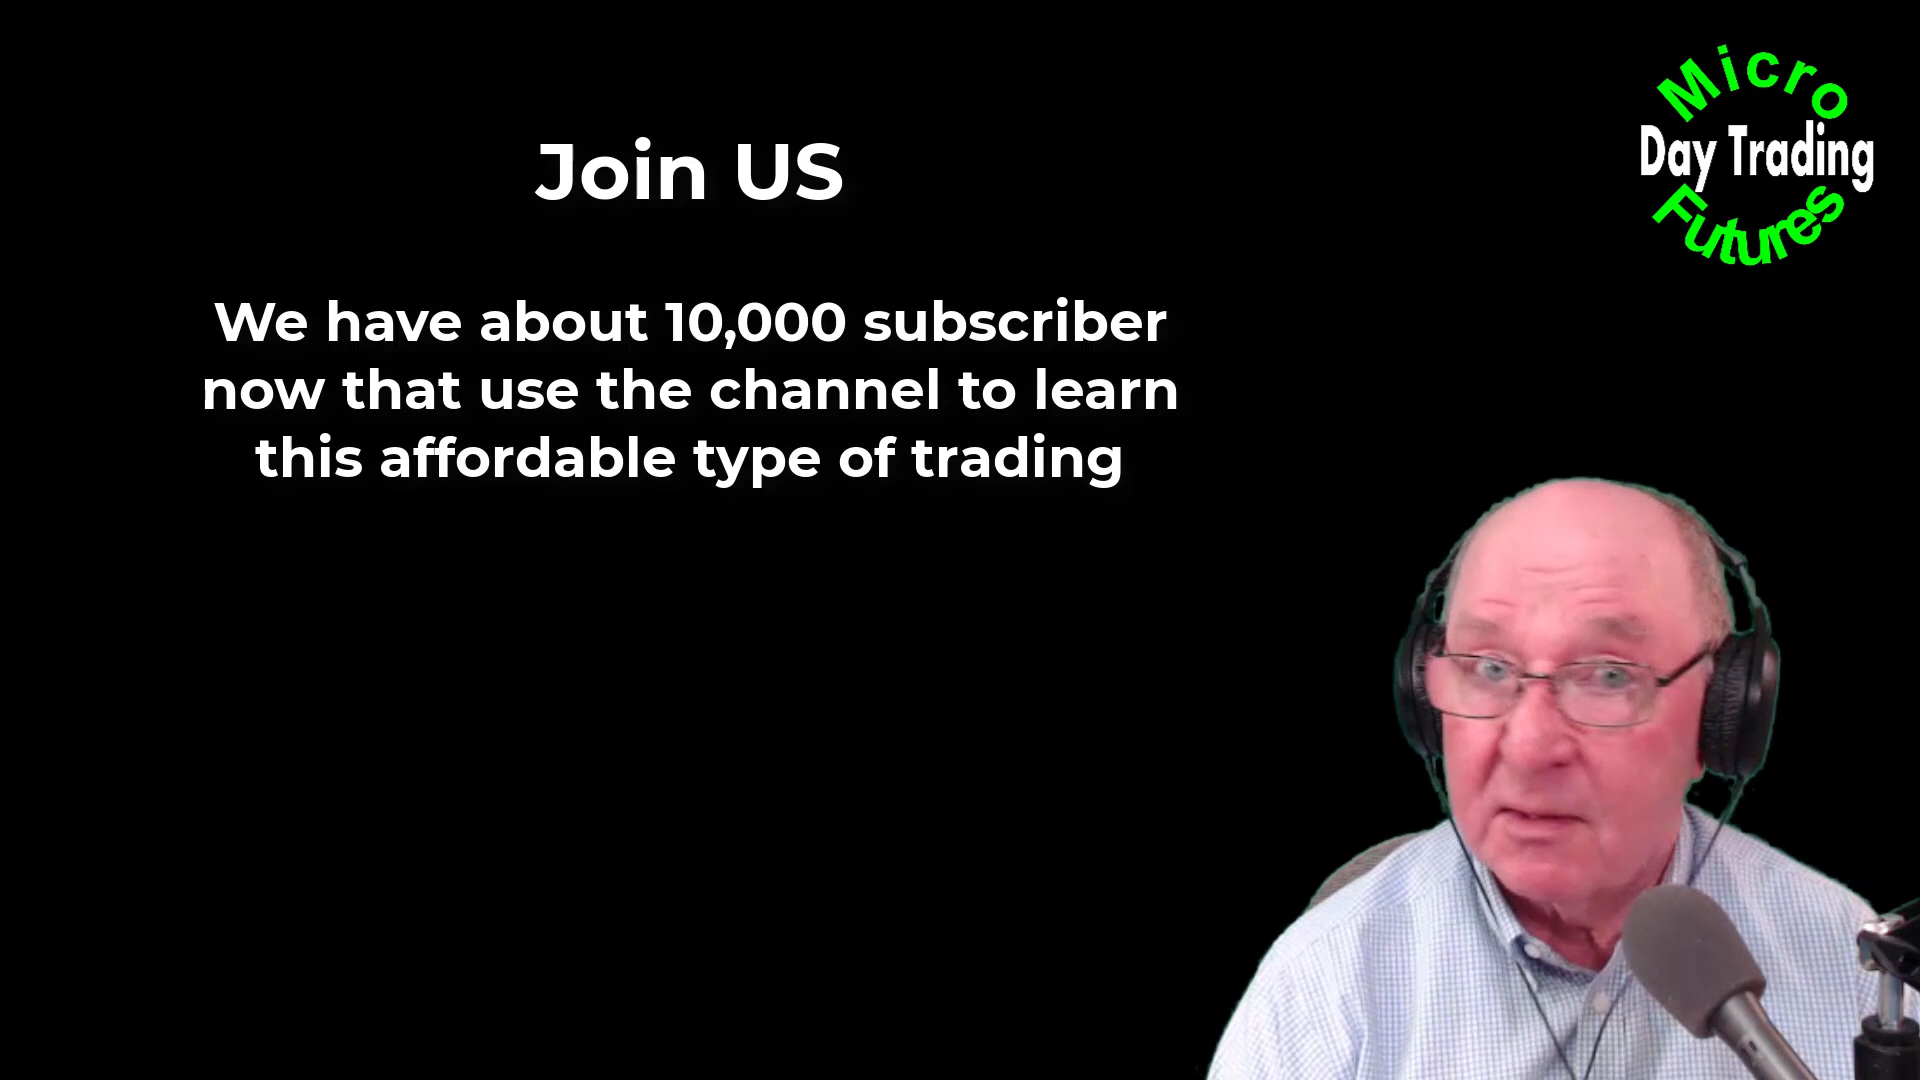 Join US
We have about 10,000 subscriber
now that use the channel to learn
this affordable type of trading
Micro
Day Trading
Futures